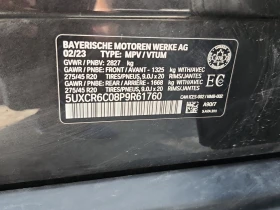 BAYERISCHE MOTOREN WERKE AG
02/23 TYPE: MPV / VTUM
GVWR / PNBV: 2827 kg
GAWR / PNBE: FRONT / AVANT - 1325 kg WITH/AVEC
275/45 R20 TIRES/PNEUS, 9.0J x 20 RIMS/JANTES
GAWR / PNBE: REAR/ARRIERE - 1668 kg WITH/AVEC
275/45 R20 TIRES/PNEUS, 9.0J x 20 RIMS/JANTES
5UXCR6C08P9R61760
EC